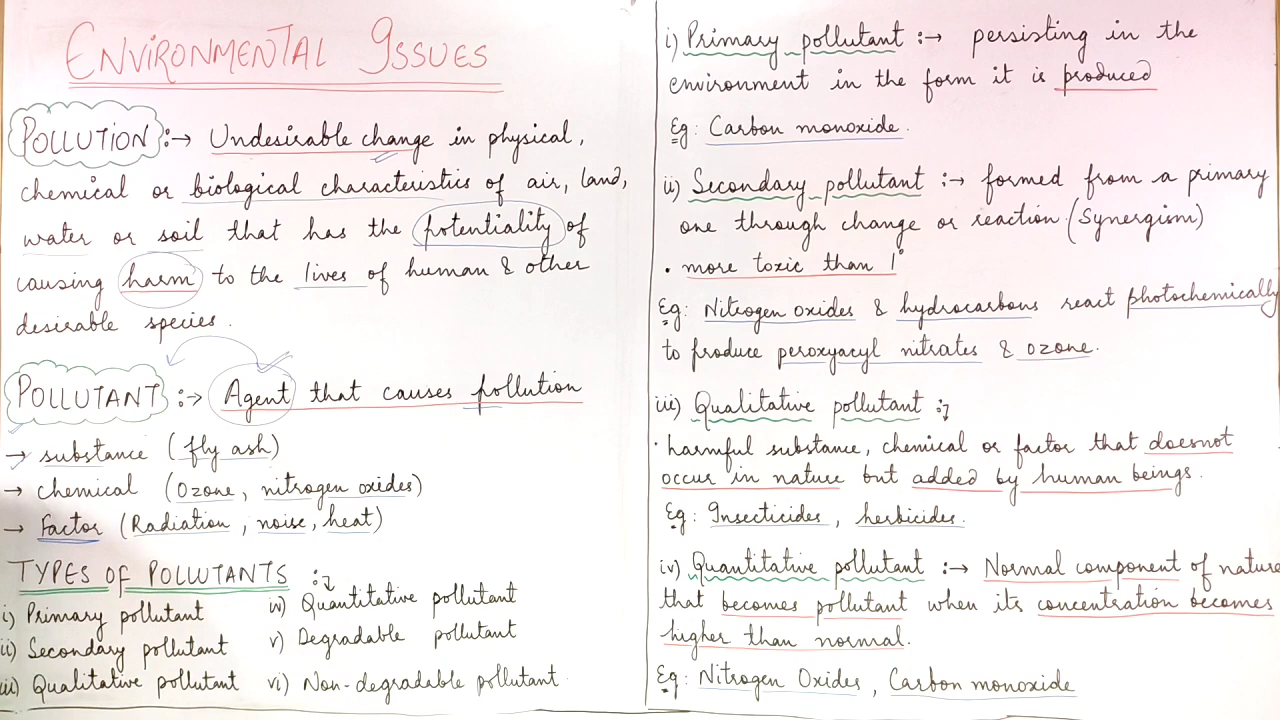 ENVIRONMENTAL ISSUES
POLLUTION :→ Undesirable change in physical,
chemical or biological characteristics of air, land,
water or soil that has the potentiality of
causing harm to the lives of human & other
desirable species.
POLLUTANT :→ Agent that causes pollution
→ substance (fly ash)
→ chemical (Ozone, nitrogen oxides)
→ Factor (Radiation, noise, heat)
TYPES OF POLLUTANTS :↴
i) Primary pollutant
ii) Secondary pollutant
iii) Qualitative pollutant
iv) Quantitative pollutant
v) Degradable pollutant
vi) Non-degradable pollutant
i) Primary pollutant :→ persisting in the
environment in the form it is produced
Eg: Carbon monoxide.
ii) Secondary pollutant :→ formed from a primary
one through change or reaction. (Synergism)
• more toxic than 1°
Eg: Nitrogen oxides & hydrocarbons react photochemically
to produce peroxyacyl nitrates & ozone.
iii) Qualitative pollutant :↴
• harmful substance, chemical or factor that doesnot
occur in nature but added by human beings.
Eg: Insecticides, herbicides.
iv) Quantitative pollutant :→ Normal component of nature
that becomes pollutant when its concentration becomes
higher than normal.
Eg: Nitrogen Oxides, Carbon monoxide